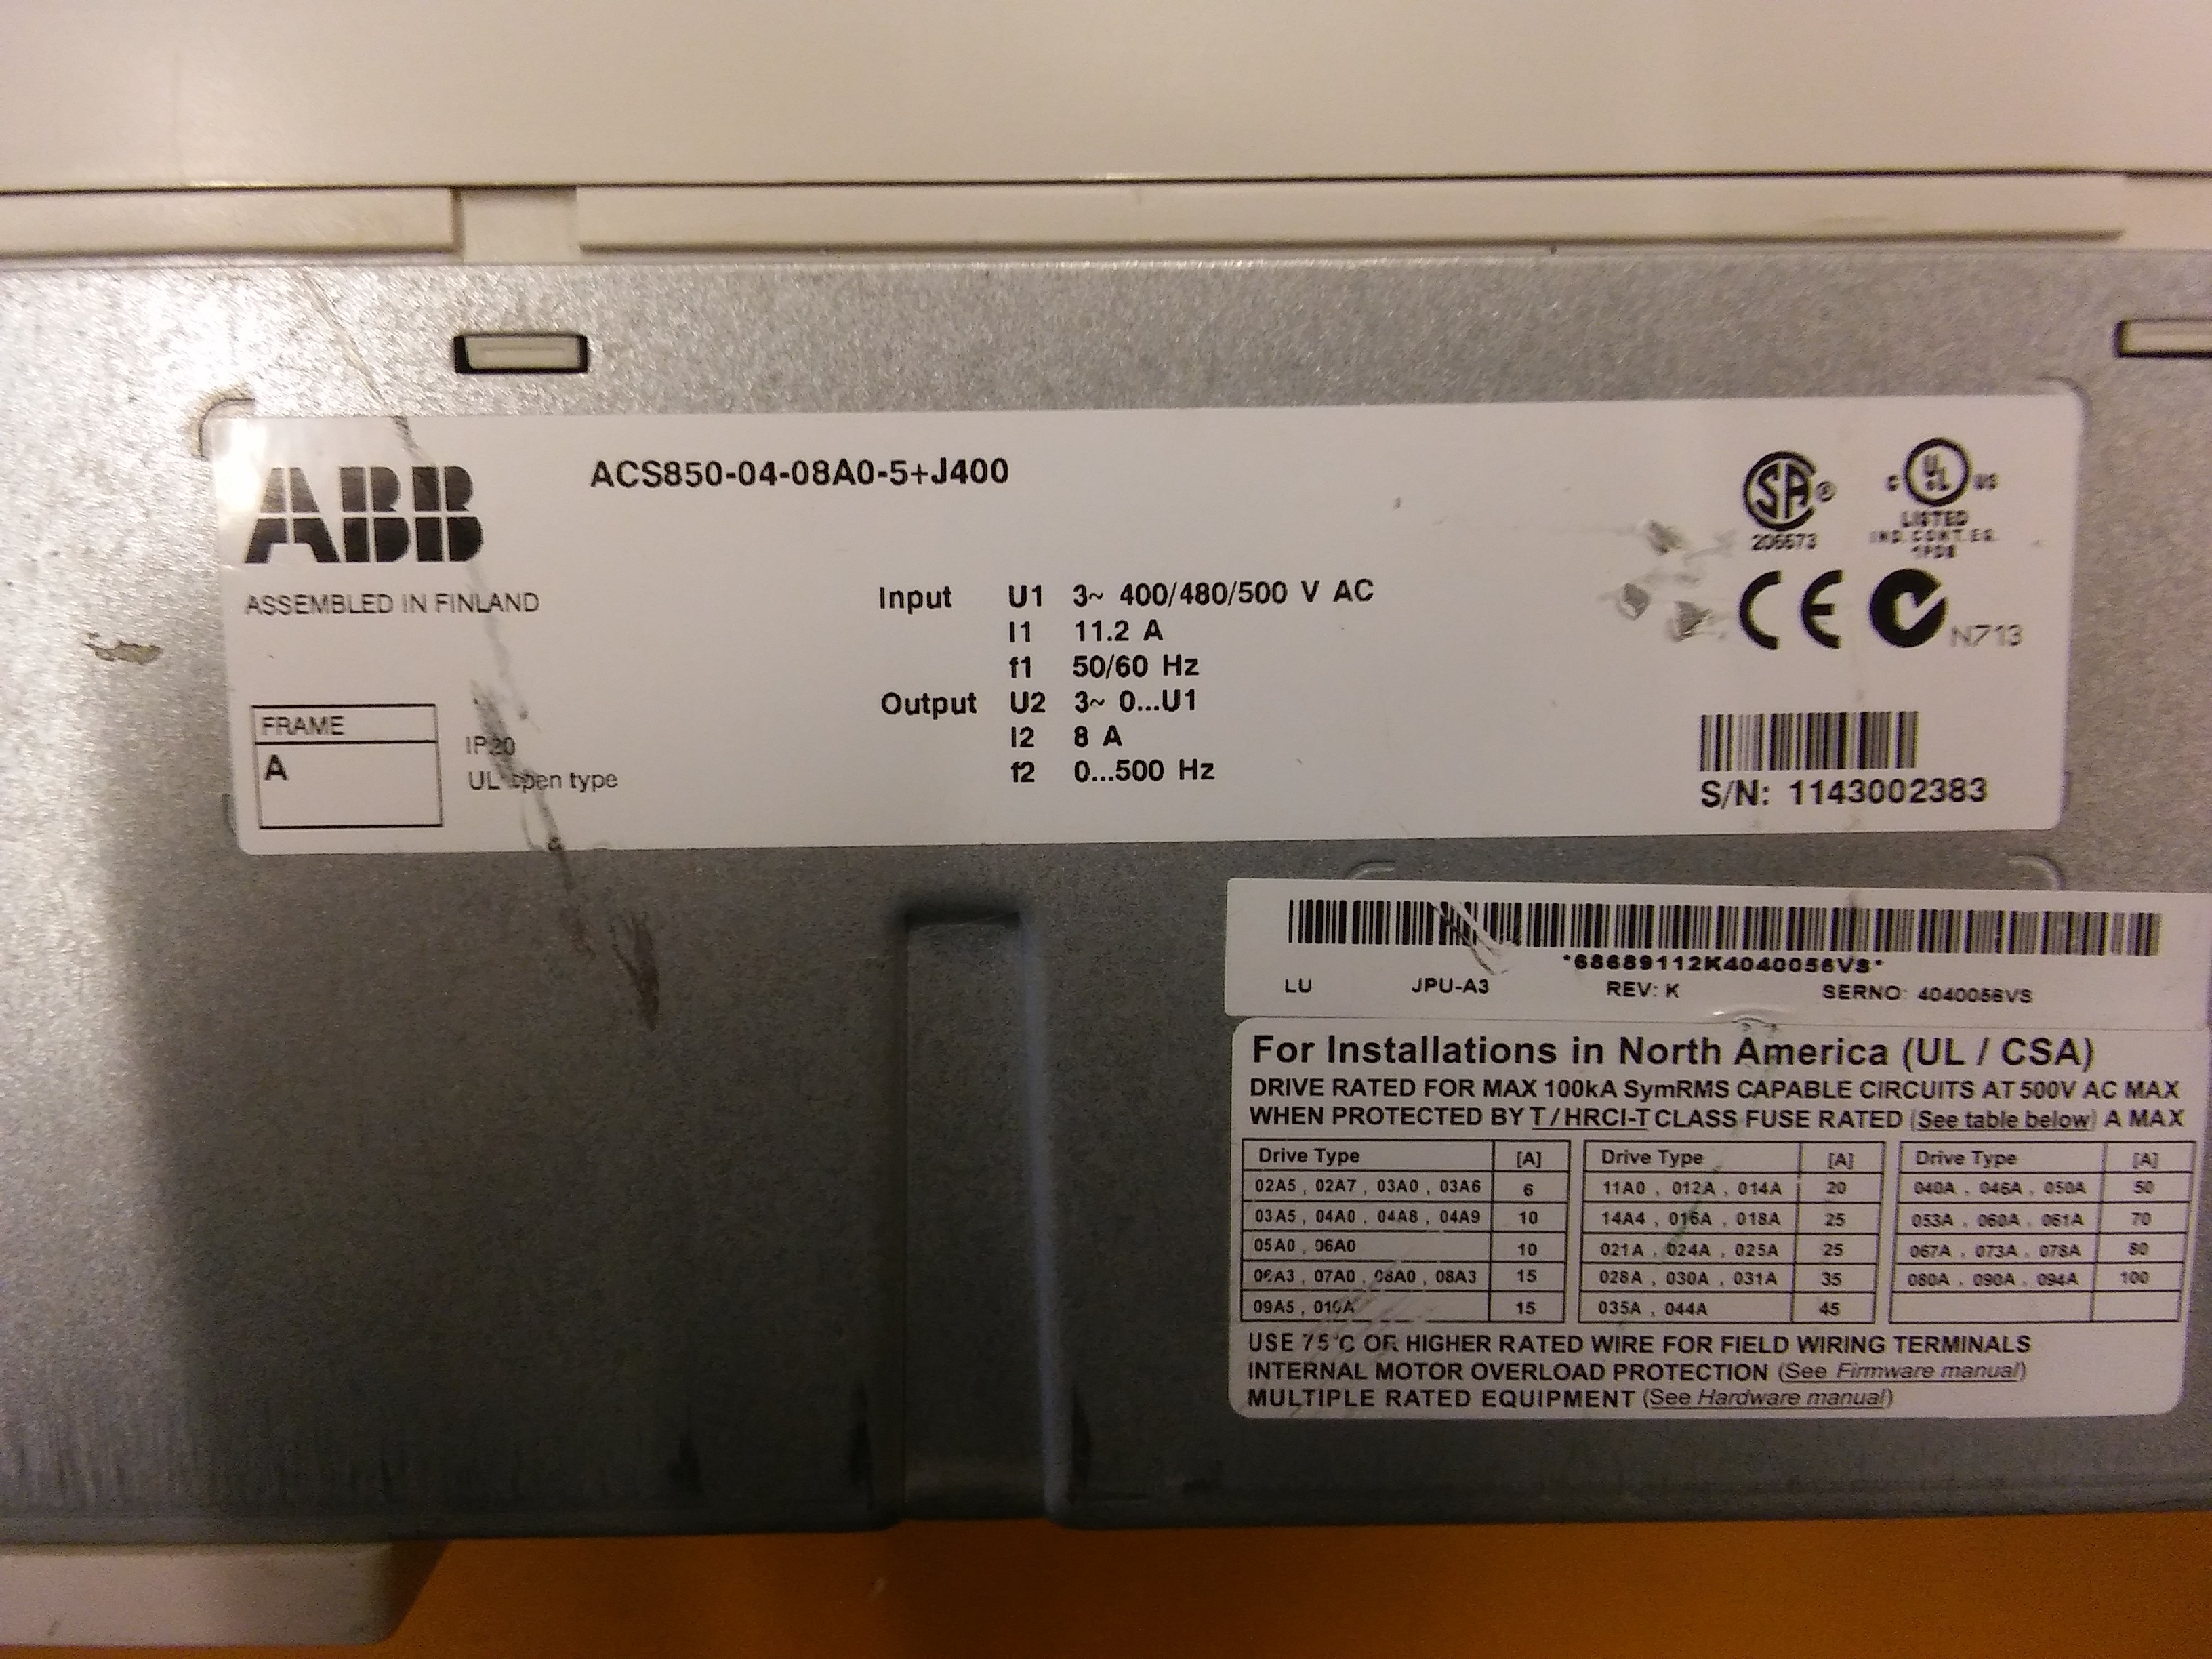 ABB
ACS850-04-08A0-5+J400
ASSEMBLED IN FINLAND
FRAME
A
IP20
UL open type
Input U1 3~ 400/480/500 V AC
I1 11.2 A
f1 50/60 Hz
Output U2 3~ 0...U1
I2 8 A
f2 0...500 Hz
SA ®
206673
C UL US
LISTED
IND.CONT.EQ.
CE N713
S/N: 1143002383
*68689112K4040056VS*
LU JPU-A3 REV: K SERNO: 4040056VS
For Installations in North America (UL / CSA)
DRIVE RATED FOR MAX 100kA SymRMS CAPABLE CIRCUITS AT 500V AC MAX
WHEN PROTECTED BY T/HRCI-T CLASS FUSE RATED (See table below) A MAX
Drive Type [A] Drive Type [A] Drive Type [A]
02A5 , 02A7 , 03A0 , 03A6 6 11A0 , 012A , 014A 20 040A , 046A , 050A 50
03A5 , 04A0 , 04A8 , 04A9 10 14A4 , 016A , 018A 25 053A , 060A , 061A 70
05A0 , 06A0 10 021A , 024A , 025A 25 067A , 073A , 078A 80
06A3 , 07A0 , 08A0 , 08A3 15 028A , 030A , 031A 35 080A , 090A , 094A 100
09A5 , 010A 15 035A , 044A 45
USE 75°C OR HIGHER RATED WIRE FOR FIELD WIRING TERMINALS
INTERNAL MOTOR OVERLOAD PROTECTION (See Firmware manual)
MULTIPLE RATED EQUIPMENT (See Hardware manual)